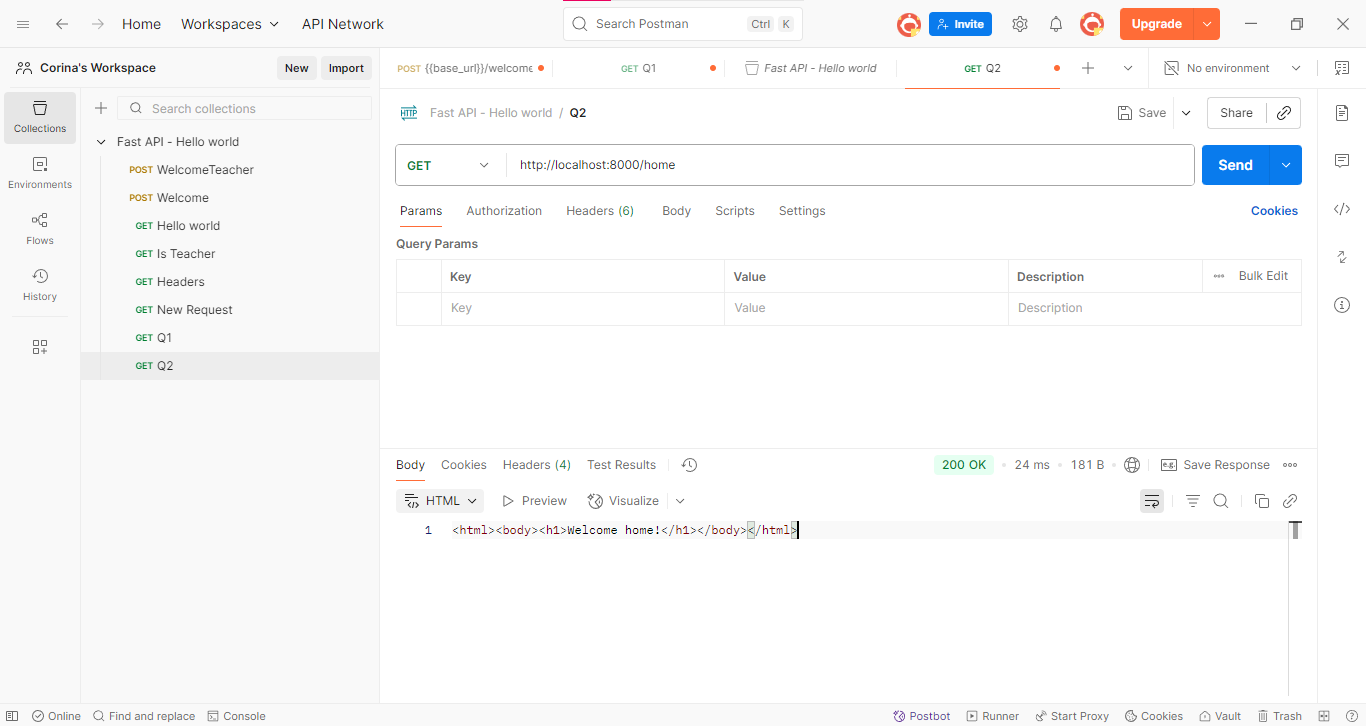 Home Workspaces API Network Search Postman Ctrl K Invite Upgrade
Corina's Workspace New Import
POST {{base_url}}/welcome GET Q1 Fast API - Hello world GET Q2 No environment
Collections
Environments
Flows
History
Search collections
Fast API - Hello world
POST WelcomeTeacher
POST Welcome
GET Hello world
GET Is Teacher
GET Headers
GET New Request
GET Q1
GET Q2
HTTP Fast API - Hello world / Q2 Save Share
GET http://localhost:8000/home Send
Params Authorization Headers (6) Body Scripts Settings Cookies
Query Params
Key Value Description Bulk Edit
Key Value Description
Body Cookies Headers (4) Test Results 200 OK 24 ms 181 B e.g. Save Response
HTML Preview Visualize
1 <html><body><h1>Welcome home!</h1></body></html>
Online Find and replace Console Postbot Runner Start Proxy Cookies Vault Trash